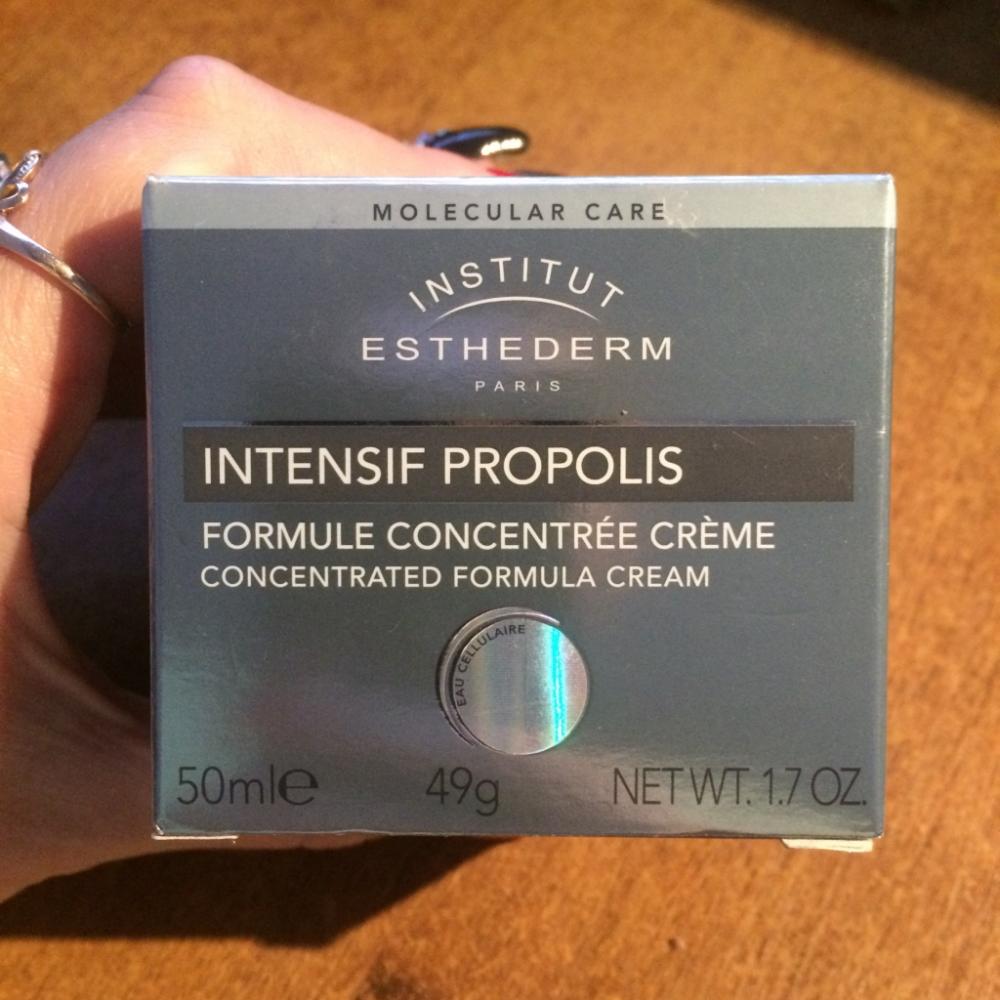 MOLECULAR CARE
INSTITUT
ESTHEDERM
PARIS
INTENSIF PROPOLIS
FORMULE CONCENTRÉE CRÈME
CONCENTRATED FORMULA CREAM
EAU CELLULAIRE
50ml℮ 49g NET WT. 1.7 OZ.